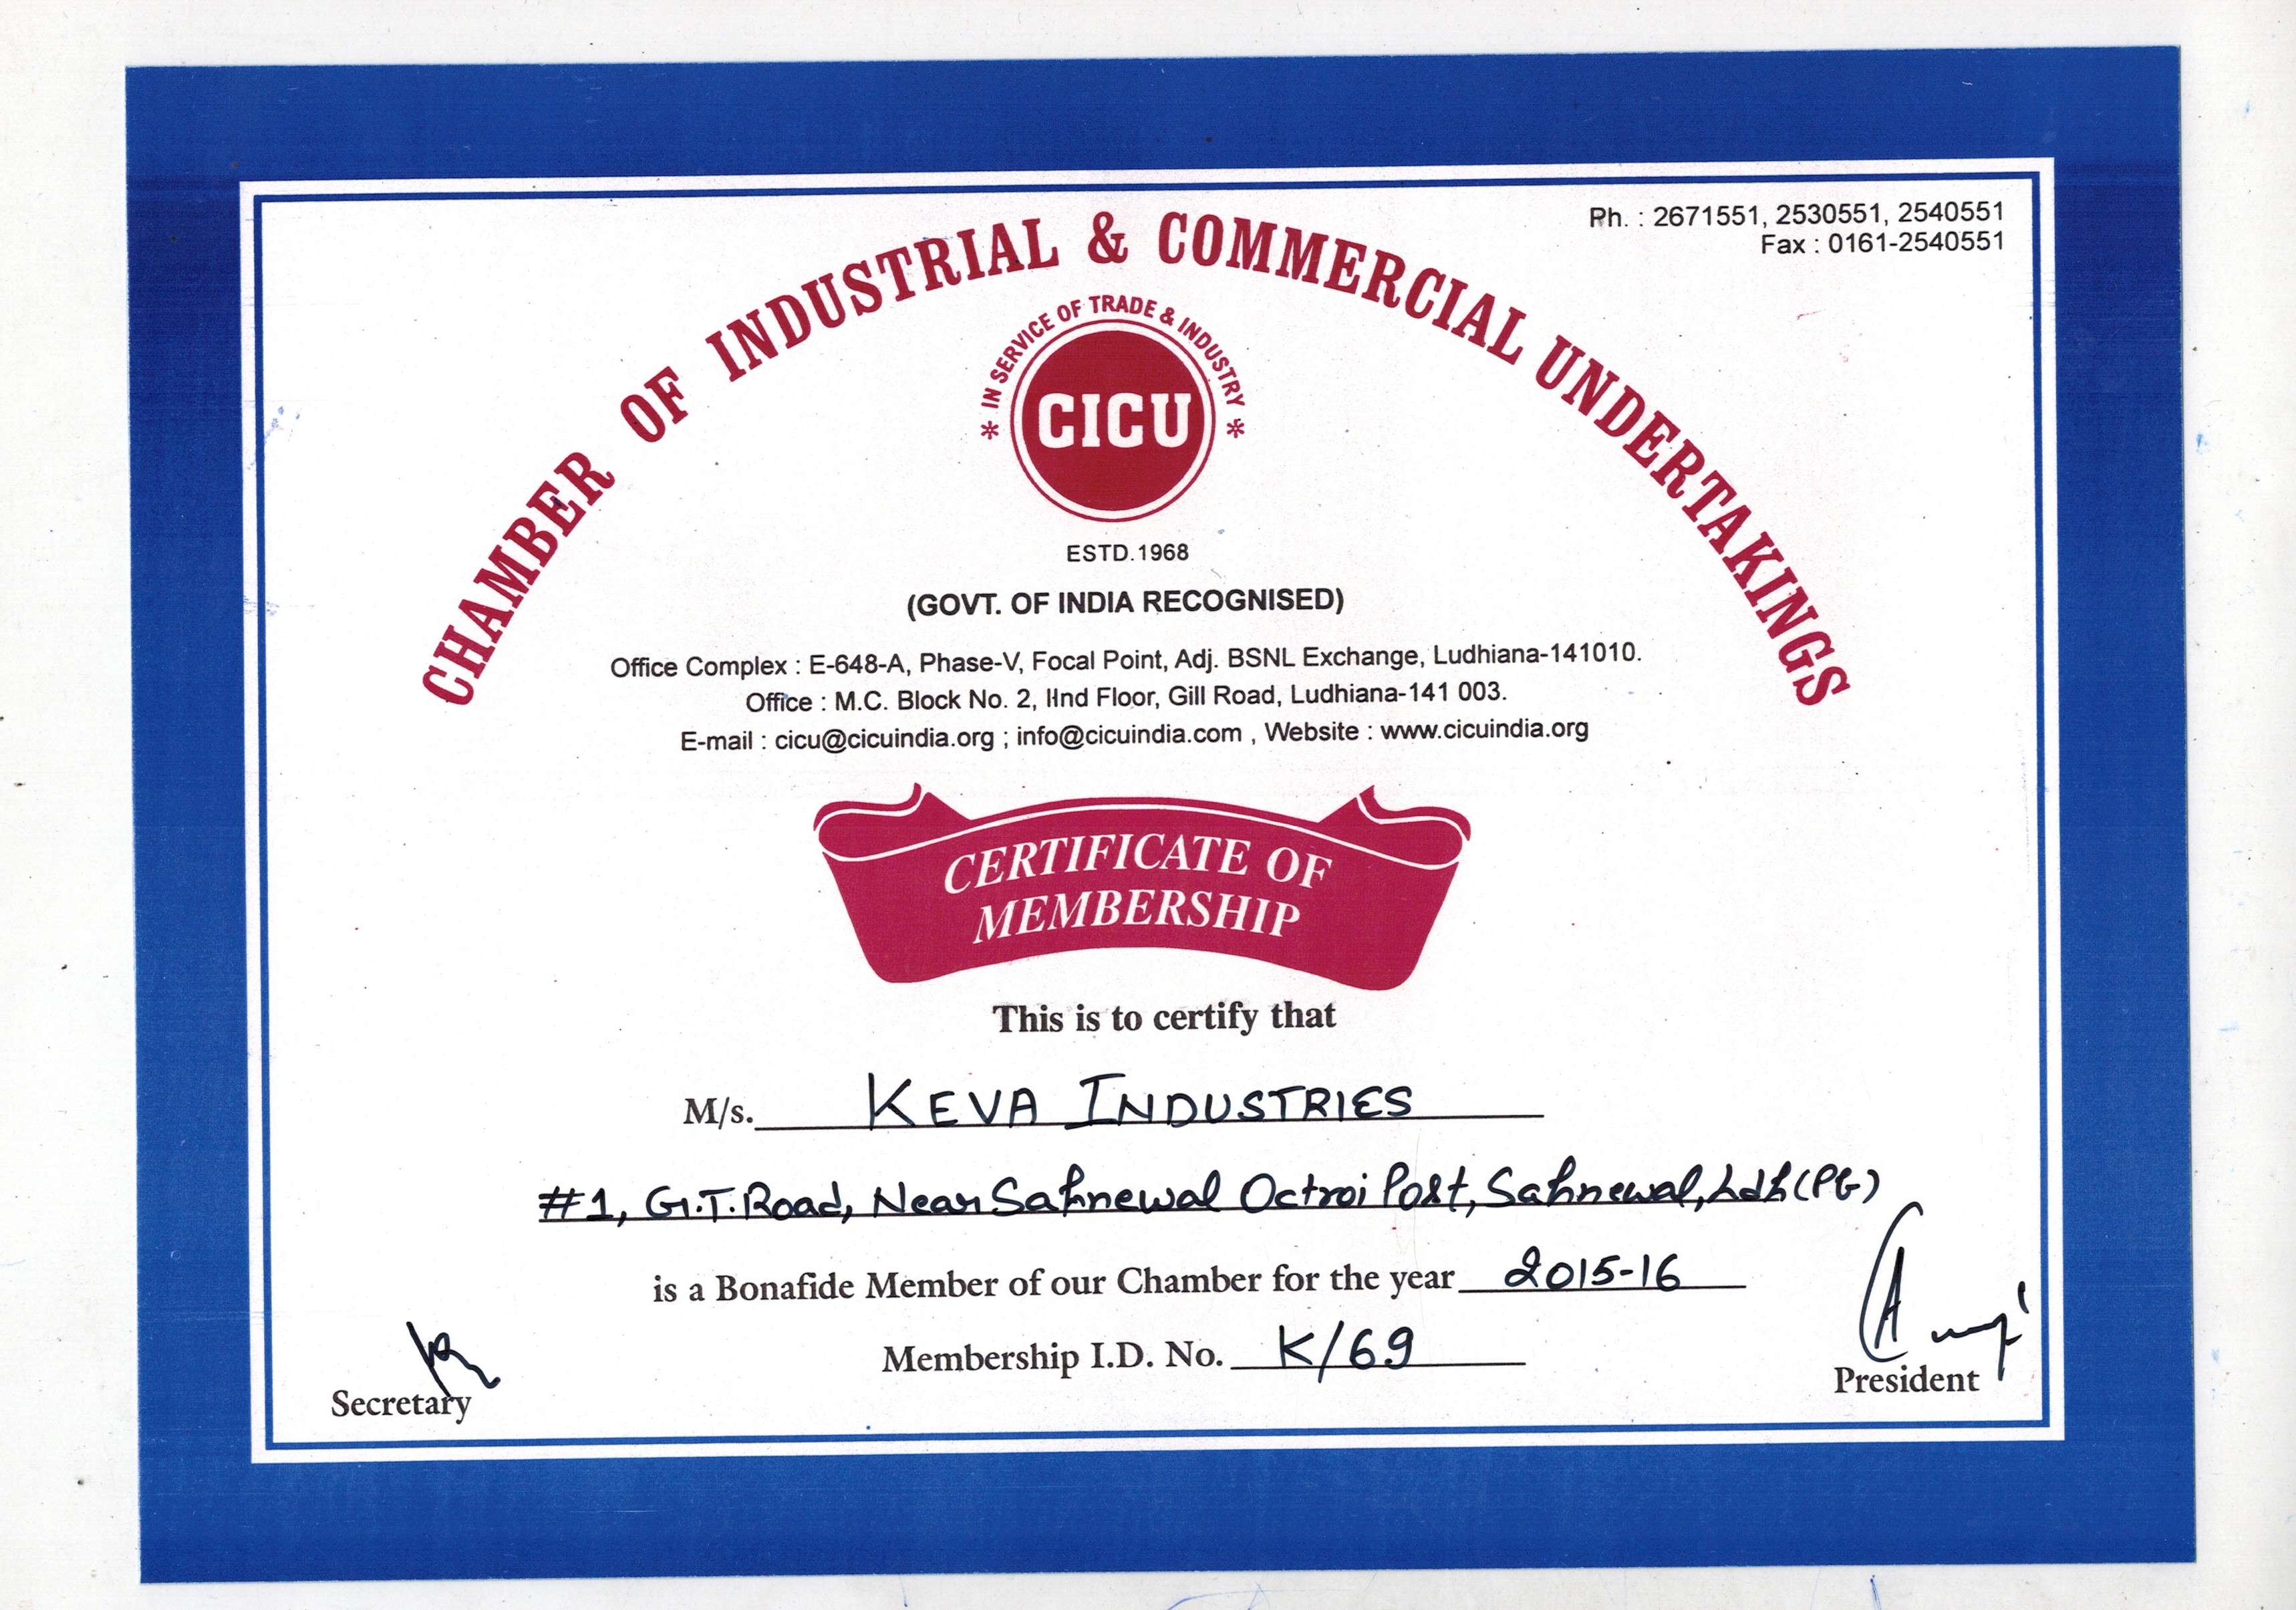 Ph. : 2671551, 2530551, 2540551
Fax : 0161-2540551
CHAMBER OF INDUSTRIAL & COMMERCIAL UNDERTAKINGS
* IN SERVICE OF TRADE & INDUSTRY *
CICU
ESTD.1968
(GOVT. OF INDIA RECOGNISED)
Office Complex : E-648-A, Phase-V, Focal Point, Adj. BSNL Exchange, Ludhiana-141010.
Office : M.C. Block No. 2, IInd Floor, Gill Road, Ludhiana-141 003.
E-mail : cicu@cicuindia.org ; info@cicuindia.com , Website : www.cicuindia.org
CERTIFICATE OF
MEMBERSHIP
This is to certify that
M/s. KEVA INDUSTRIES
#1, G.T. Road, Near Sahnewal Octroi Post, Sahnewal, Ldh (PB)
is a Bonafide Member of our Chamber for the year 2015-16
Membership I.D. No. K/69
Secretary
President